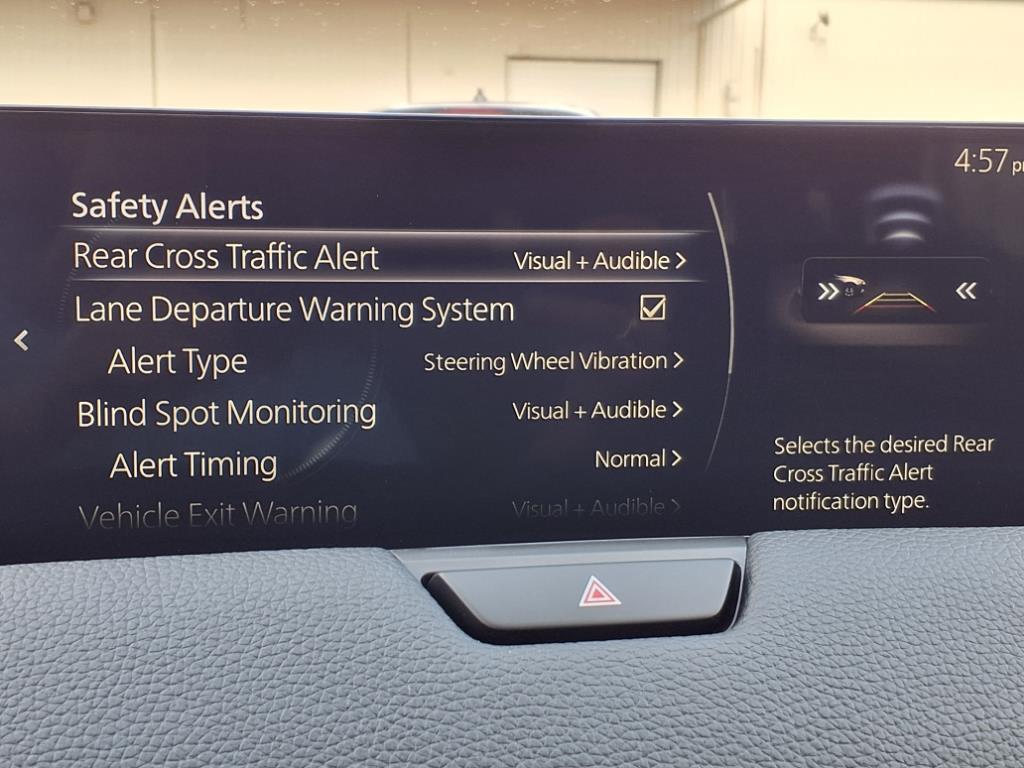 4:57
Safety Alerts
Rear Cross Traffic Alert Visual + Audible >
Lane Departure Warning System
Alert Type Steering Wheel Vibration >
Blind Spot Monitoring Visual + Audible >
Alert Timing Normal >
Vehicle Exit Warning Visual + Audible >
Selects the desired Rear
Cross Traffic Alert
notification type.